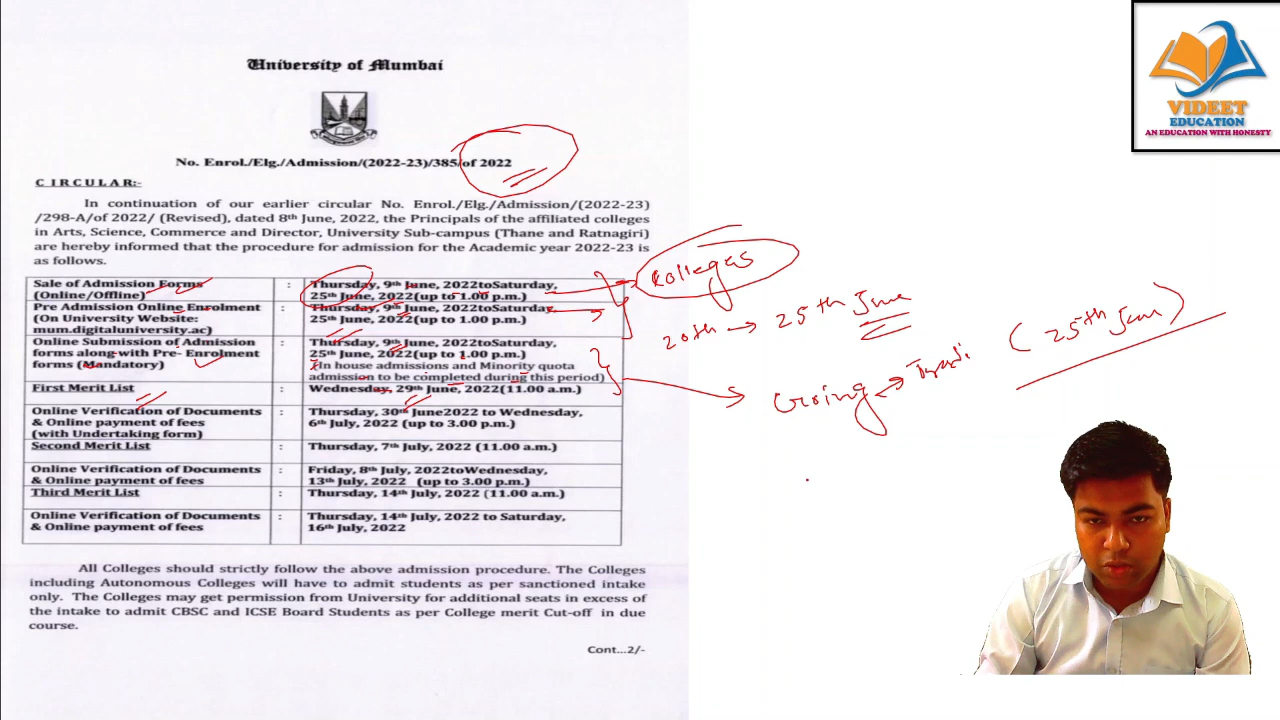 University of Mumbai
No. Enrol./Elg./Admission/(2022-23)/385/of 2022
CIRCULAR:-
In continuation of our earlier circular No. Enrol./Elg./Admission/(2022-23)
/298-A/of 2022/ (Revised), dated 8th June, 2022, the Principals of the affiliated colleges
in Arts, Science, Commerce and Director, University Sub-campus (Thane and Ratnagiri)
are hereby informed that the procedure for admission for the Academic year 2022-23 is
as follows.
Sale of Admission Forms : Thursday, 9th June, 2022toSaturday,
(Online/Offline) 25th June, 2022(up to 1.00 p.m.)
Pre Admission Online Enrolment : Thursday, 9th June, 2022toSaturday
(On University Website: 25th June, 2022(up to 1.00 p.m.)
mum.digitaluniversity.ac)
Online Submission of Admission : Thursday, 9th June, 2022toSaturday,
forms along with Pre- Enrolment 25th June, 2022(up to 1.00 p.m.)
forms (Mandatory) (In house admissions and Minority quota
admission to be completed during this period)
First Merit List : Wednesday, 29th June, 2022(11.00 a.m.)
Online Verification of Documents : Thursday, 30th June2022 to Wednesday,
& Online payment of fees 6th July, 2022 (up to 3.00 p.m.)
(with Undertaking form)
Second Merit List : Thursday, 7th July, 2022 (11.00 a.m.)
Online Verification of Documents : Friday, 8th July, 2022toWednesday,
& Online payment of fees 13th July, 2022 (up to 3.00 p.m.)
Third Merit List : Thursday, 14th July, 2022 (11.00 a.m.)
Online Verification of Documents : Thursday, 14th July, 2022 to Saturday,
& Online payment of fees 16th July, 2022
All Colleges should strictly follow the above admission procedure. The Colleges
including Autonomous Colleges will have to admit students as per sanctioned intake
only. The Colleges may get permission from University for additional seats in excess of
the intake to admit CBSC and ICSE Board Students as per College merit Cut-off in due
course.
Cont...2/-
Colleges
20th → 25th June
(25th June)
Going
VIDEET
EDUCATION
AN EDUCATION WITH HONESTY